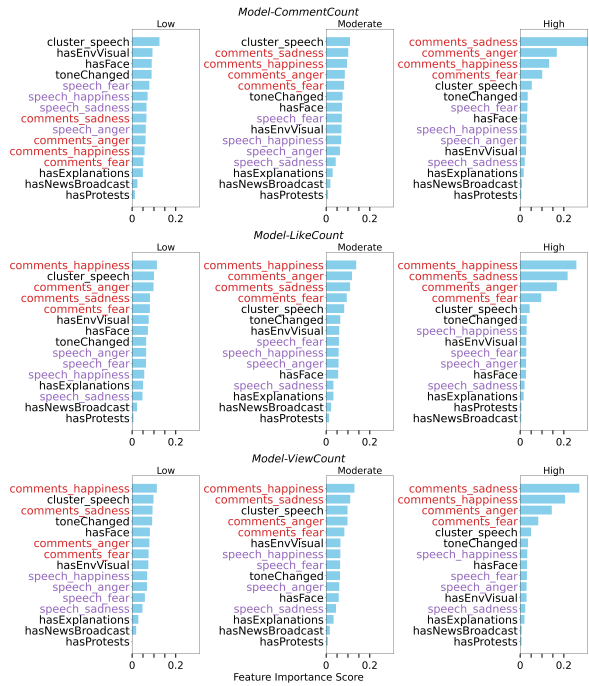 Model-CommentCount
Low
cluster_speech
hasEnvVisual
hasFace
toneChanged
speech_fear
speech_happiness
speech_sadness
comments_sadness
speech_anger
comments_anger
comments_happiness
comments_fear
hasExplanations
hasNewsBroadcast
hasProtests
0 0.2
Moderate
cluster_speech
comments_sadness
comments_happiness
comments_anger
comments_fear
toneChanged
hasFace
speech_fear
hasEnvVisual
speech_happiness
speech_anger
speech_sadness
hasExplanations
hasNewsBroadcast
hasProtests
0 0.2
High
comments_sadness
comments_anger
comments_happiness
comments_fear
cluster_speech
toneChanged
speech_fear
hasFace
speech_happiness
speech_anger
hasEnvVisual
speech_sadness
hasExplanations
hasNewsBroadcast
hasProtests
0 0.2
Model-LikeCount
Low
comments_happiness
cluster_speech
comments_anger
comments_sadness
comments_fear
hasEnvVisual
hasFace
toneChanged
speech_anger
speech_fear
speech_happiness
hasExplanations
speech_sadness
hasNewsBroadcast
hasProtests
0 0.2
Moderate
comments_happiness
comments_anger
comments_sadness
comments_fear
cluster_speech
toneChanged
hasEnvVisual
speech_fear
speech_happiness
speech_anger
hasFace
speech_sadness
hasExplanations
hasNewsBroadcast
hasProtests
0 0.2
High
comments_happiness
comments_sadness
comments_anger
comments_fear
cluster_speech
toneChanged
speech_happiness
hasEnvVisual
speech_fear
speech_anger
hasFace
speech_sadness
hasExplanations
hasProtests
hasNewsBroadcast
0 0.2
Model-ViewCount
Low
comments_happiness
cluster_speech
comments_sadness
toneChanged
hasFace
comments_anger
comments_fear
hasEnvVisual
speech_happiness
speech_anger
speech_fear
speech_sadness
hasExplanations
hasNewsBroadcast
hasProtests
0 0.2
Moderate
comments_happiness
comments_sadness
cluster_speech
comments_anger
comments_fear
hasEnvVisual
speech_happiness
speech_fear
toneChanged
speech_anger
hasFace
speech_sadness
hasExplanations
hasNewsBroadcast
hasProtests
0 0.2
High
comments_sadness
comments_happiness
comments_anger
comments_fear
cluster_speech
toneChanged
speech_happiness
hasFace
speech_fear
speech_anger
hasEnvVisual
speech_sadness
hasExplanations
hasNewsBroadcast
hasProtests
0 0.2
Feature Importance Score